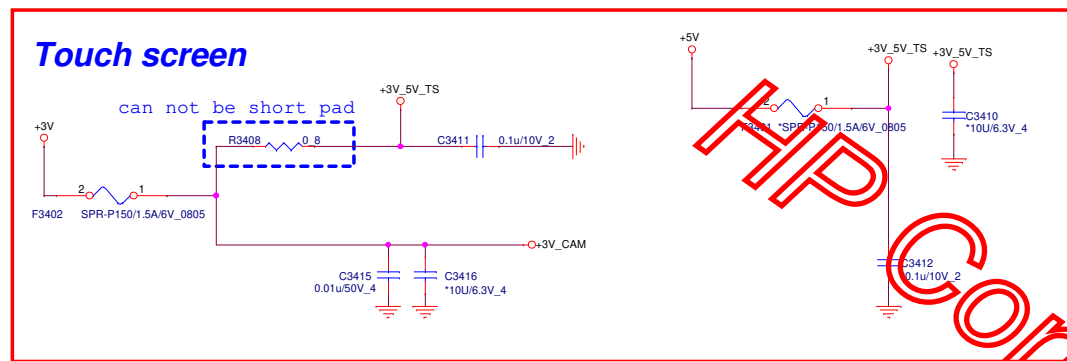 Touch screen
can not be short pad
+3V
R3408
0_8
+3V_5V_TS
C3411
0.1u/10V_2
2
1
F3402
SPR-P150/1.5A/6V_0805
+3V_CAM
C3415
0.01u/50V_4
C3416
*10U/6.3V_4
+5V
+3V_5V_TS
+3V_5V_TS
2
1
*SPR-P150/1.5A/6V_0805
C3410
*10U/6.3V_4
C3412
0.1u/10V_2
HP Con